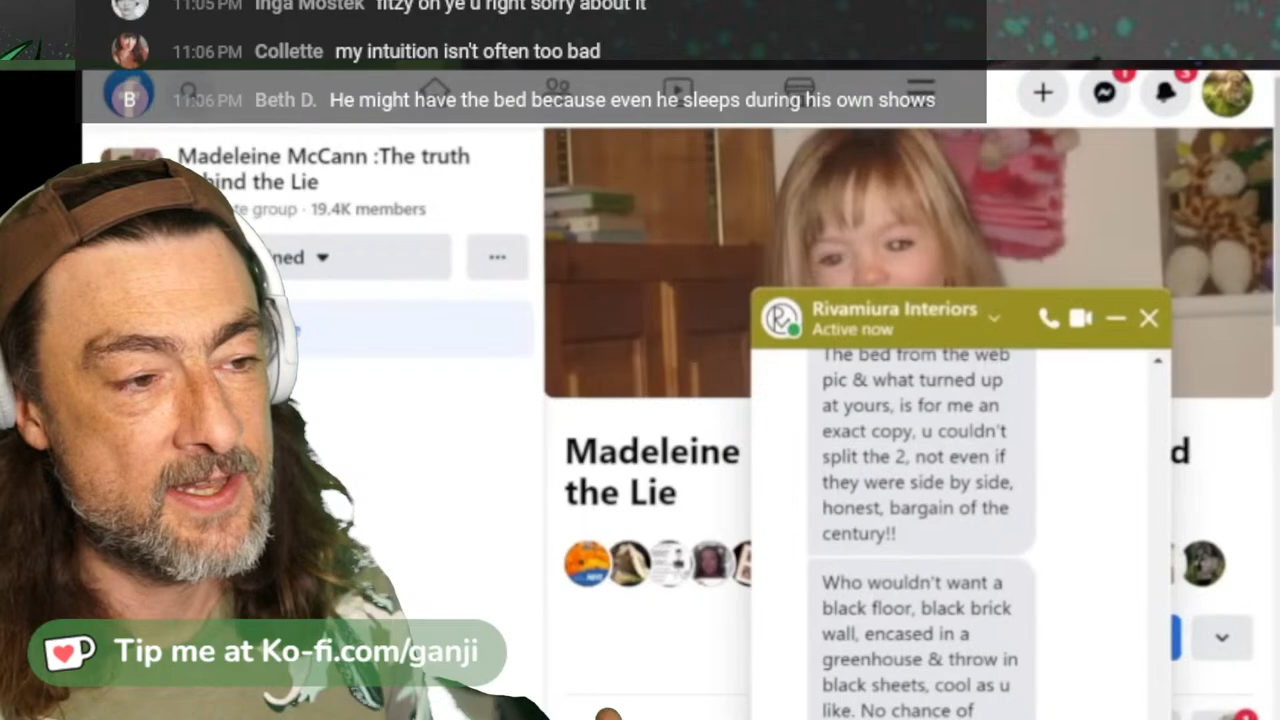 11:05 PM Inga Mostek fitzy on ye u right sorry about it
11:06 PM Collette my intuition isn't often too bad
B
11:06 PM Beth D. He might have the bed because even he sleeps during his own shows
Madeleine McCann :The truth
ind the Lie
te group · 19.4K members
ned
Rivamiura Interiors
Active now
The bed from the web
pic & what turned up
at yours, is for me an
exact copy, u couldn't
split the 2, not even if
they were side by side,
honest, bargain of the
century!!
Who wouldn't want a
black floor, black brick
wall, encased in a
greenhouse & throw in
black sheets, cool as u
like. No chance of
Madeleine
d
the Lie
Tip me at Ko-fi.com/ganji